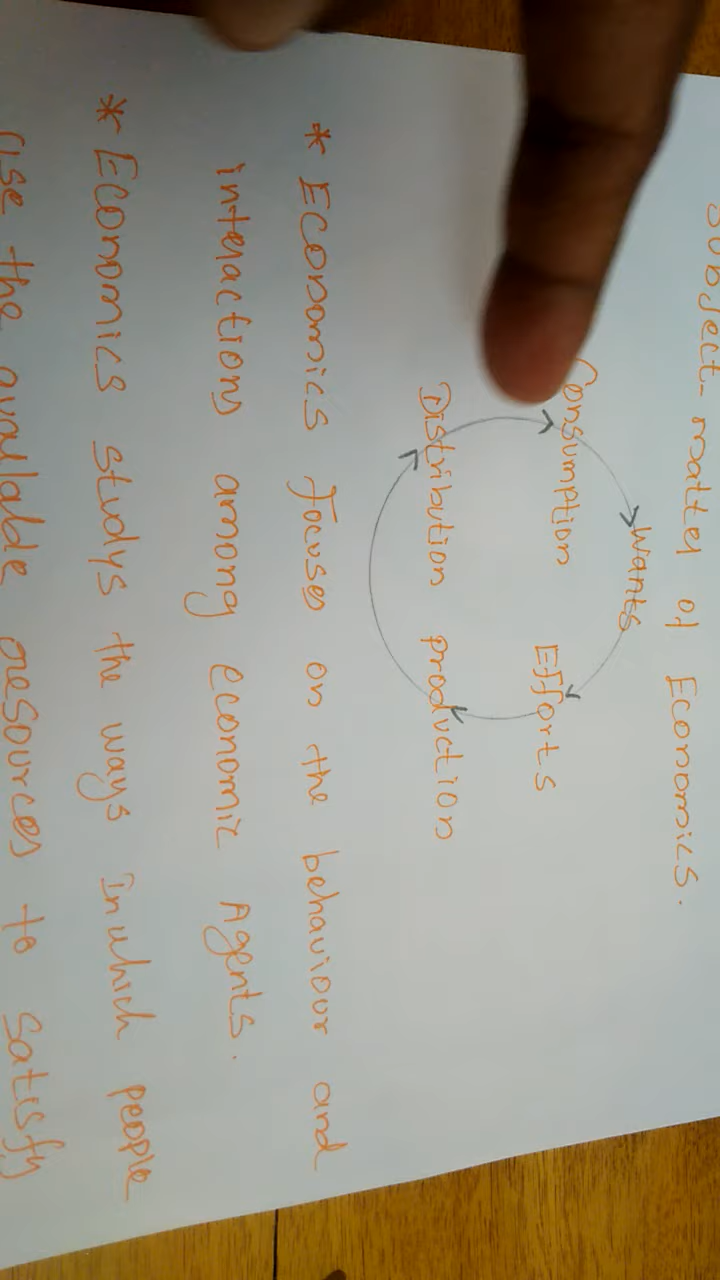 Subject-matter of Economics.
Wants
Consumption Efforts
Distribution production
* Economics focuses on the behaviour and
interactions among economic Agents.
* Economics studys the ways In which people
use the available resources to satisfy